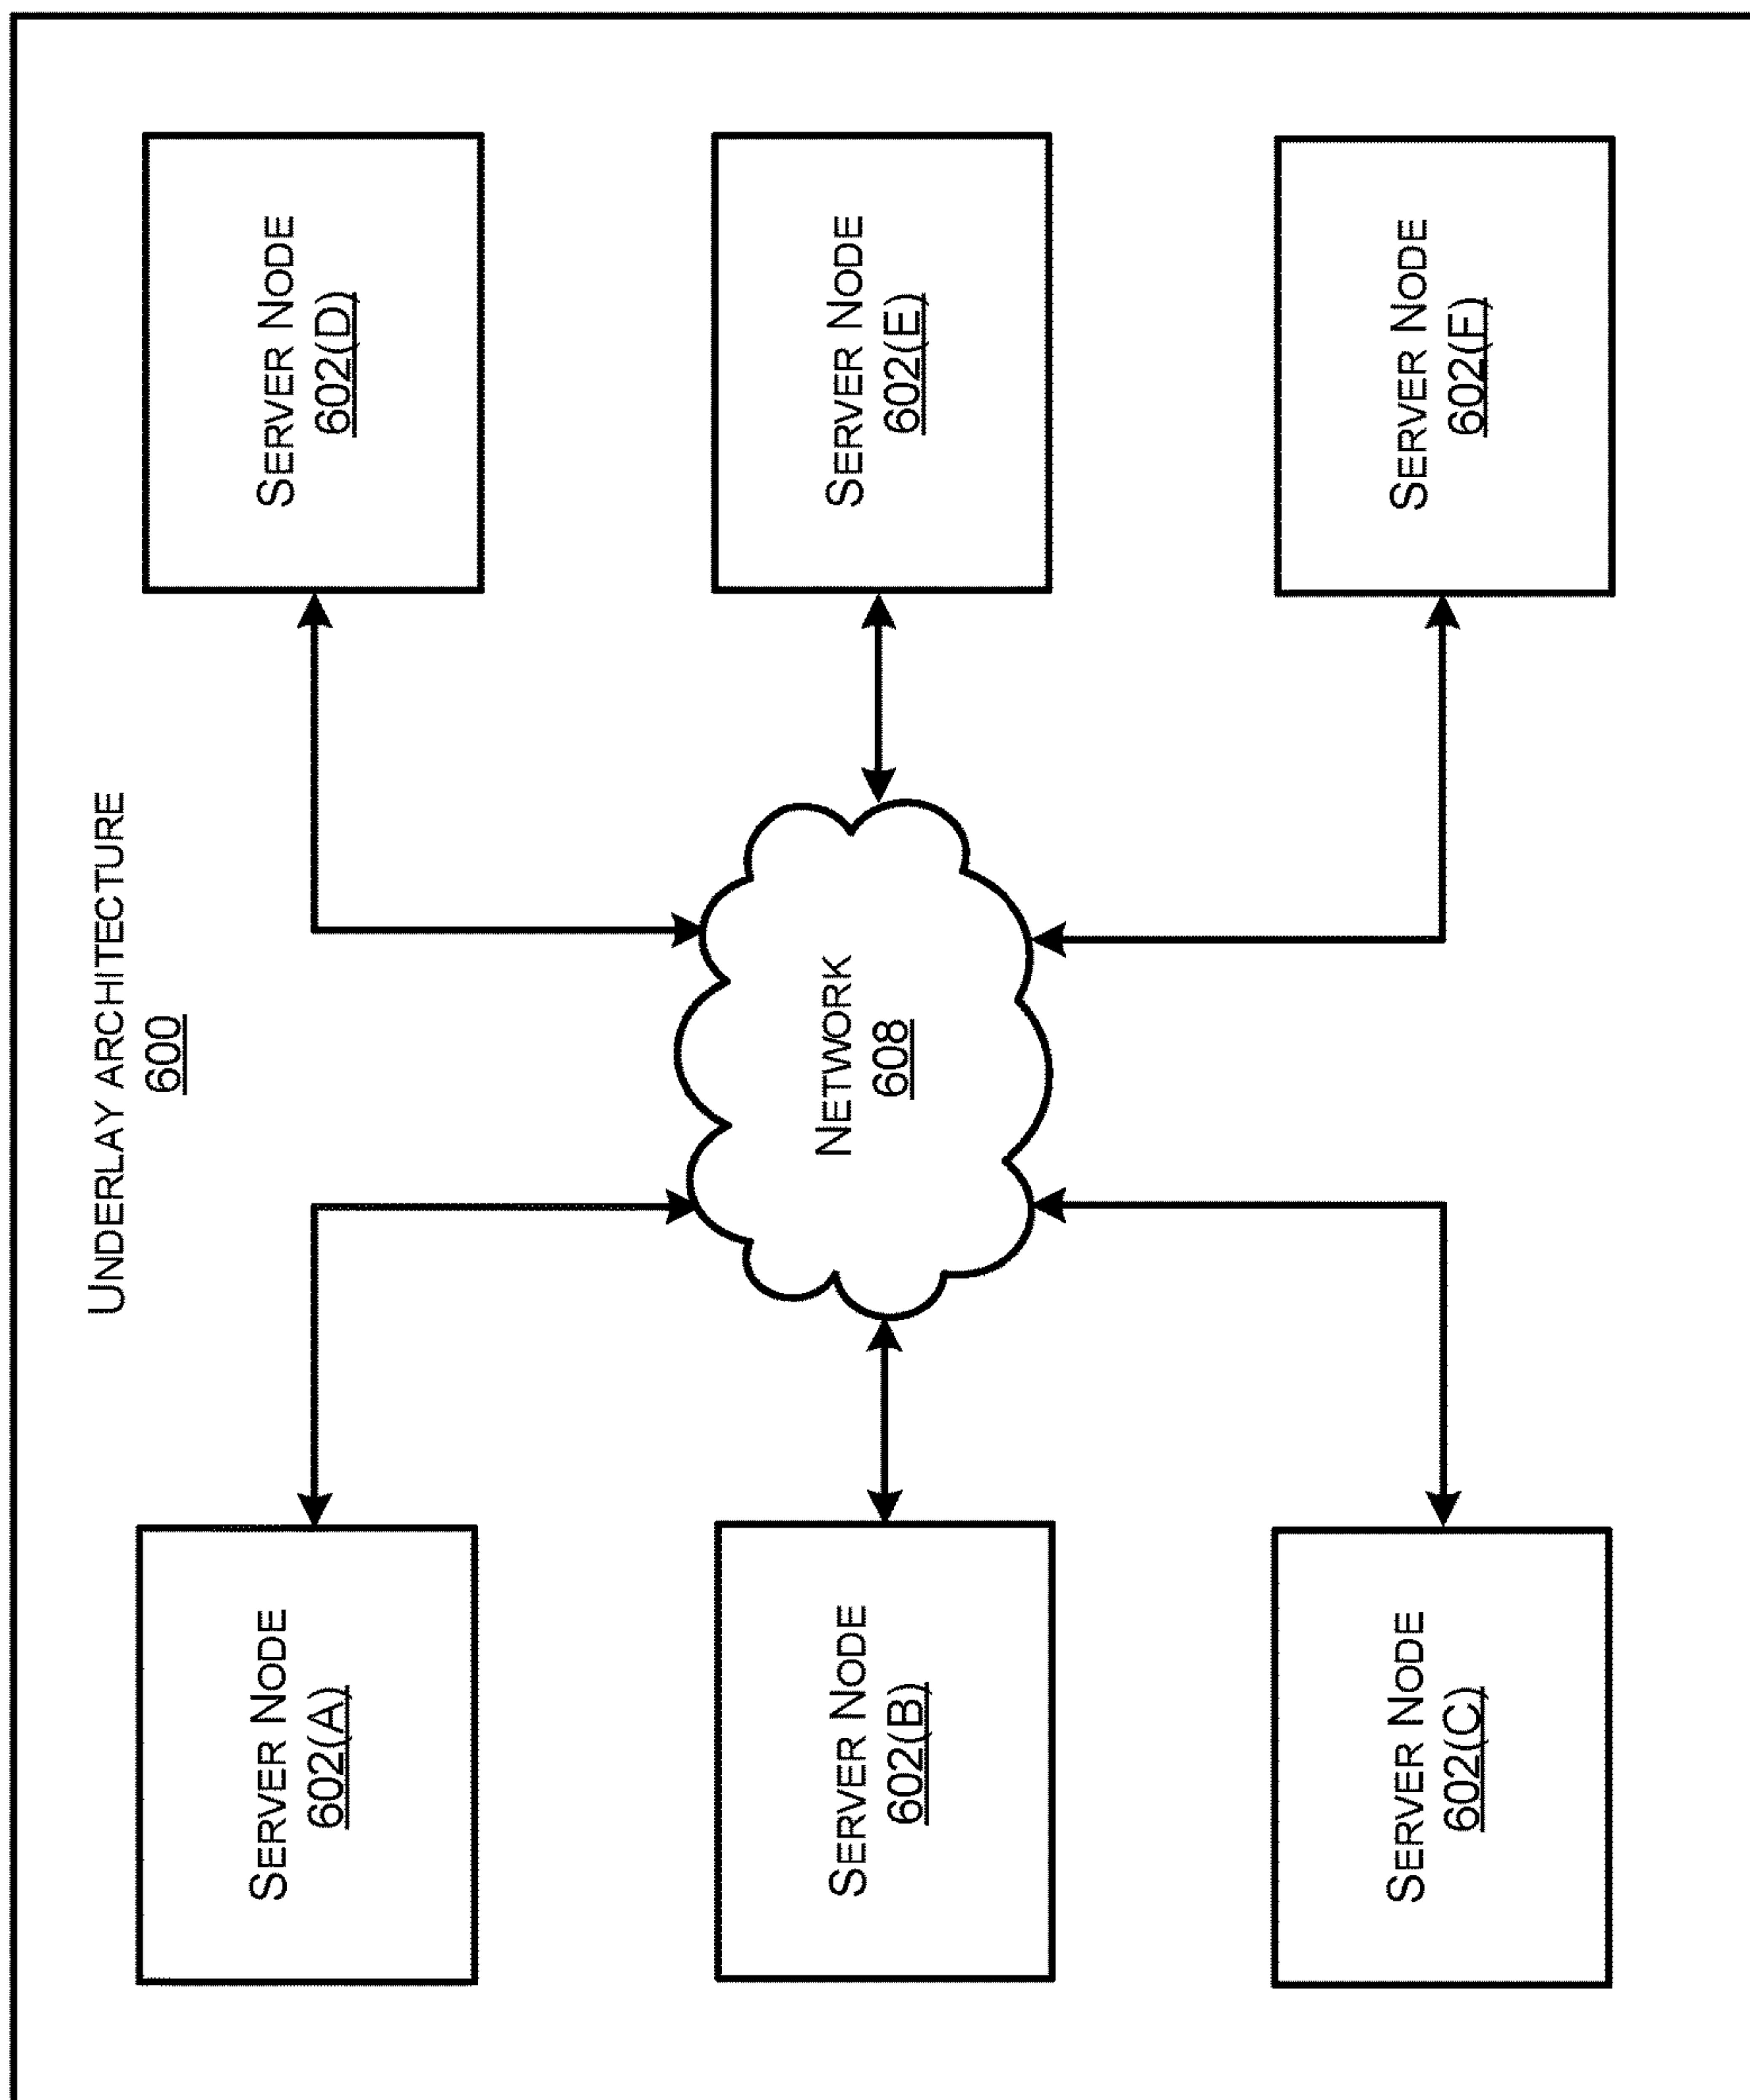 UNDERLAY ARCHITECTURE
600
SERVER NODE
602(A)
SERVER NODE
602(B)
SERVER NODE
602(C)
NETWORK
608
SERVER NODE
602(D)
SERVER NODE
602(E)
SERVER NODE
602(F)